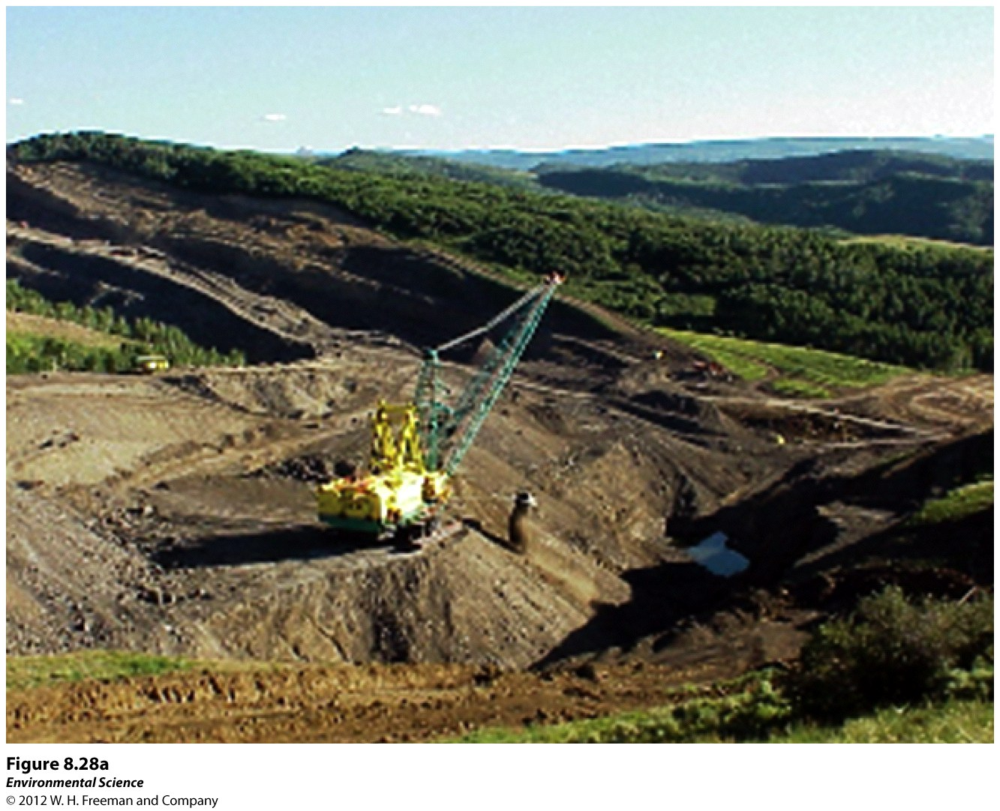 Figure 8.28a
Environmental Science
© 2012 W. H. Freeman and Company